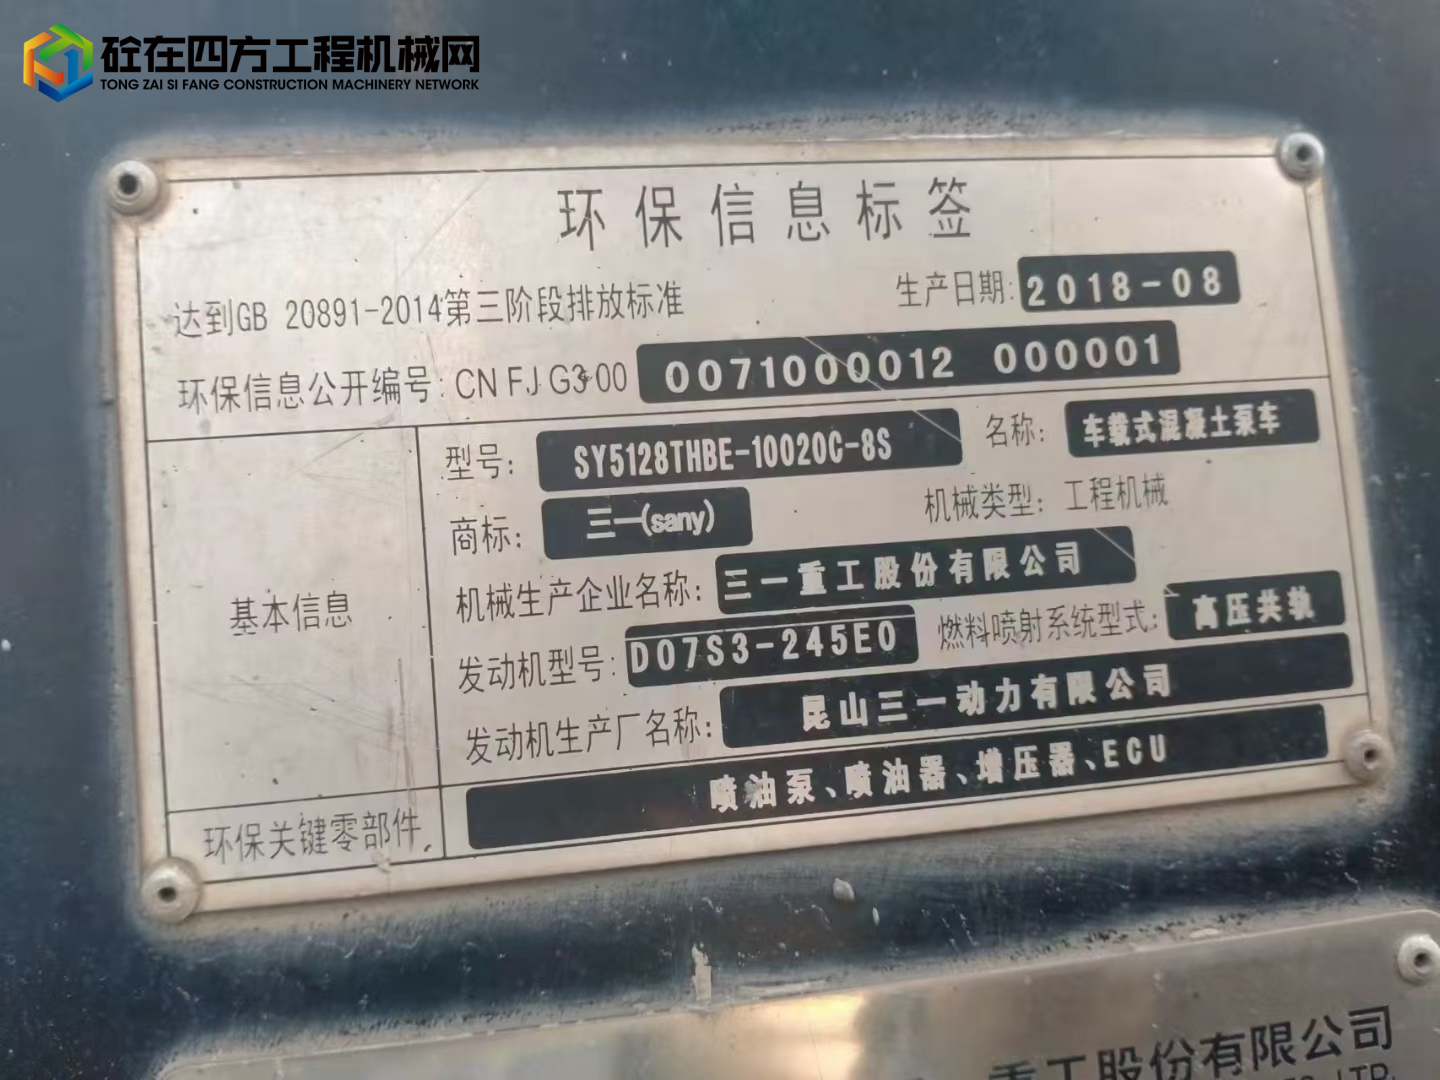 砼在四方工程机械网
TONG ZAI SI FANG CONSTRUCTION MACHINERY NETWORK
环保信息标签
达到GB 20891-2014第三阶段排放标准 生产日期: 2018-08
环保信息公开编号: CN FJ G3 00 0071000012 000001
基本信息
型号: SY5128THBE-10020C-8S 名称: 车载式混凝土泵车
商标: 三一(sany) 机械类型: 工程机械
机械生产企业名称: 三一重工股份有限公司
发动机型号: D07S3-245E0 燃料喷射系统型式: 高压共轨
发动机生产厂名称: 昆山三一动力有限公司
环保关键零部件 喷油泵、喷油器、增压器、ECU
重工股份有限公司
LTD.